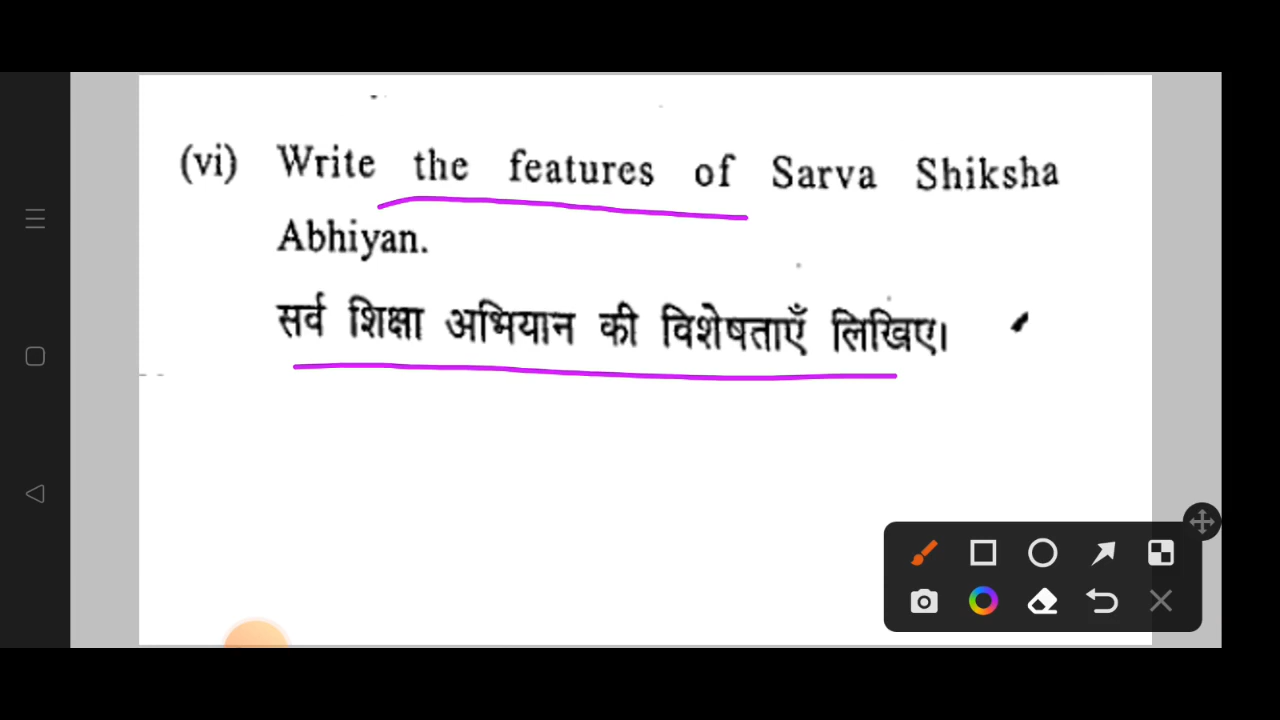 (vi) Write the features of Sarva Shiksha
Abhiyan.
सर्व शिक्षा अभियान की विशेषताएँ लिखिए।